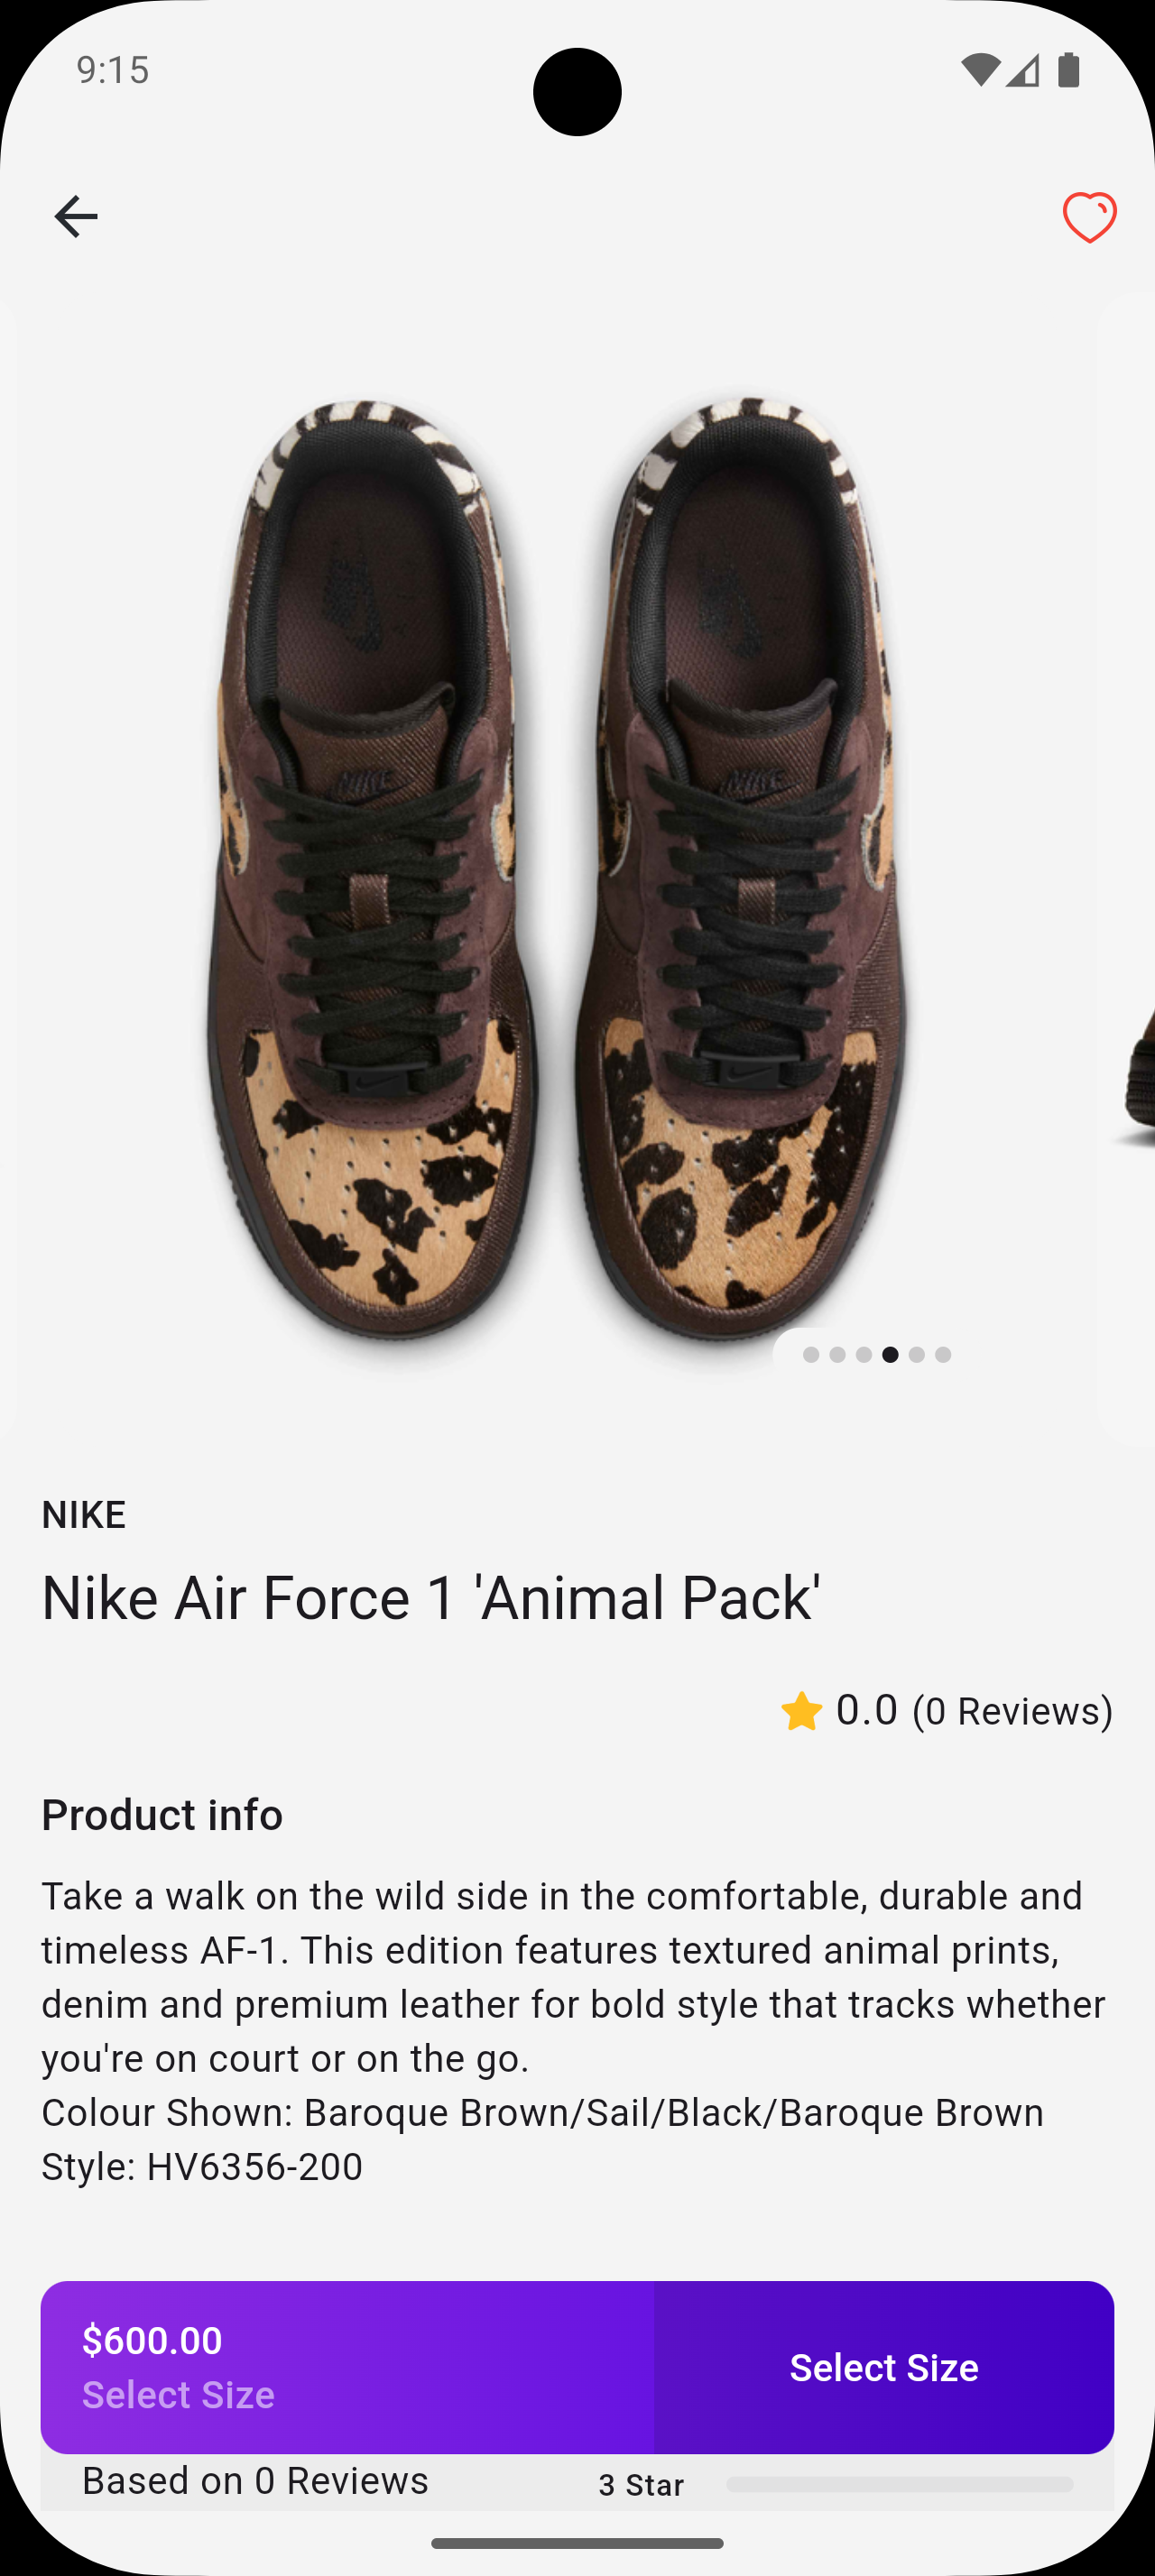 9:15
NIKE
NIKE
NIKE
Nike Air Force 1 'Animal Pack'
0.0 (0 Reviews)
Product info
Take a walk on the wild side in the comfortable, durable and
timeless AF-1. This edition features textured animal prints,
denim and premium leather for bold style that tracks whether
you're on court or on the go.
Colour Shown: Baroque Brown/Sail/Black/Baroque Brown
Style: HV6356-200
$600.00
Select Size
Select Size
Based on 0 Reviews
3 Star